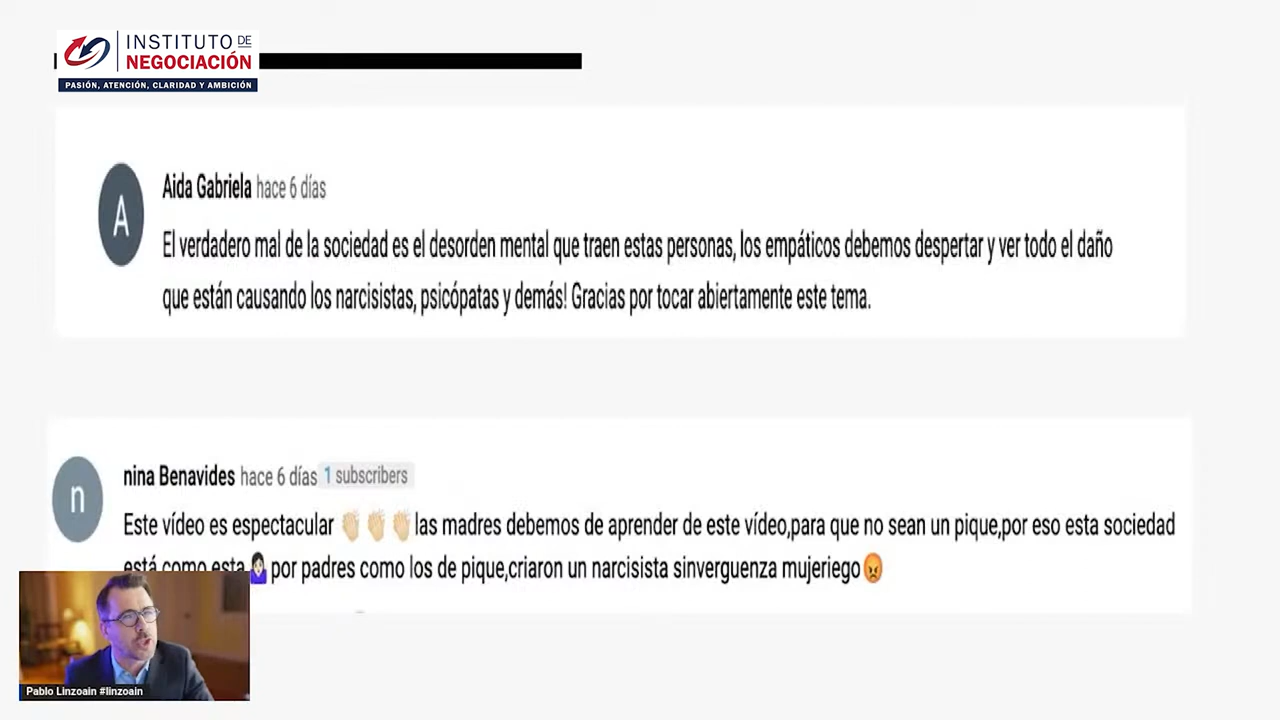 INSTITUTO DE
NEGOCIACIÓN
PASIÓN, ATENCIÓN, CLARIDAD Y AMBICIÓN
A
Aida Gabriela hace 6 días
El verdadero mal de la sociedad es el desorden mental que traen estas personas, los empáticos debemos despertar y ver todo el daño
que están causando los narcisistas, psicópatas y demás! Gracias por tocar abiertamente este tema.
n
nina Benavides hace 6 días 1 subscribers
Este vídeo es espectacular 👏🏻👏🏻👏🏻las madres debemos de aprender de este vídeo,para que no sean un pique,por eso esta sociedad
está como esta🤷🏻‍♀️por padres como los de pique,criaron un narcisista sinverguenza mujeriego😡
Pablo Linzoain #linzoain